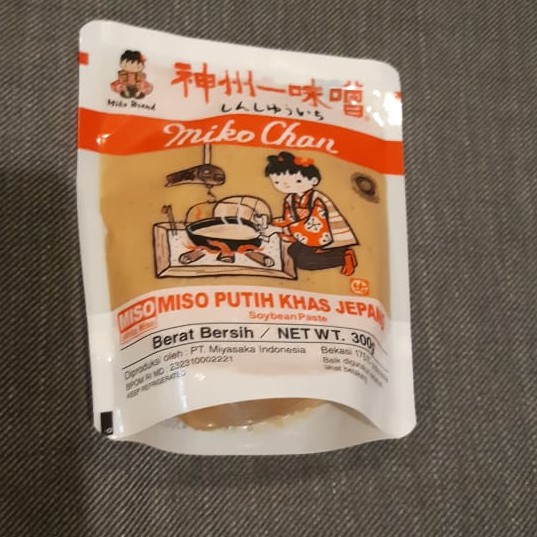 神州一味噌
しんしゅういち
Miko Brand
miko Chan
MISO
MISO PUTIH KHAS JEPANG
Soybean Paste
Berat Bersih / NET WT. 300g
Diproduksi oleh : PT. Miyasaka Indonesia
Bekasi
BPOM RI MD : 232310002221
Baik
KEEP REFRIGERATED